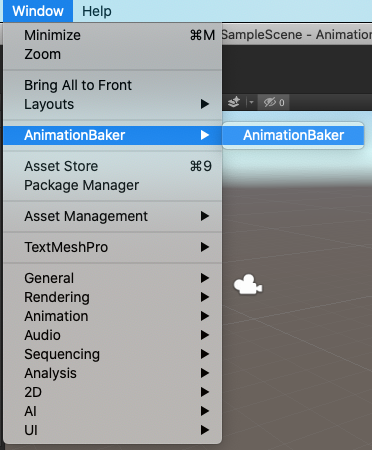 Window Help
SampleScene - Animation
Minimize ⌘M
Zoom
0
Bring All to Front
Layouts
AnimationBaker AnimationBaker
Asset Store ⌘9
Package Manager
Asset Management
TextMeshPro
General
Rendering
Animation
Audio
Sequencing
Analysis
2D
AI
UI